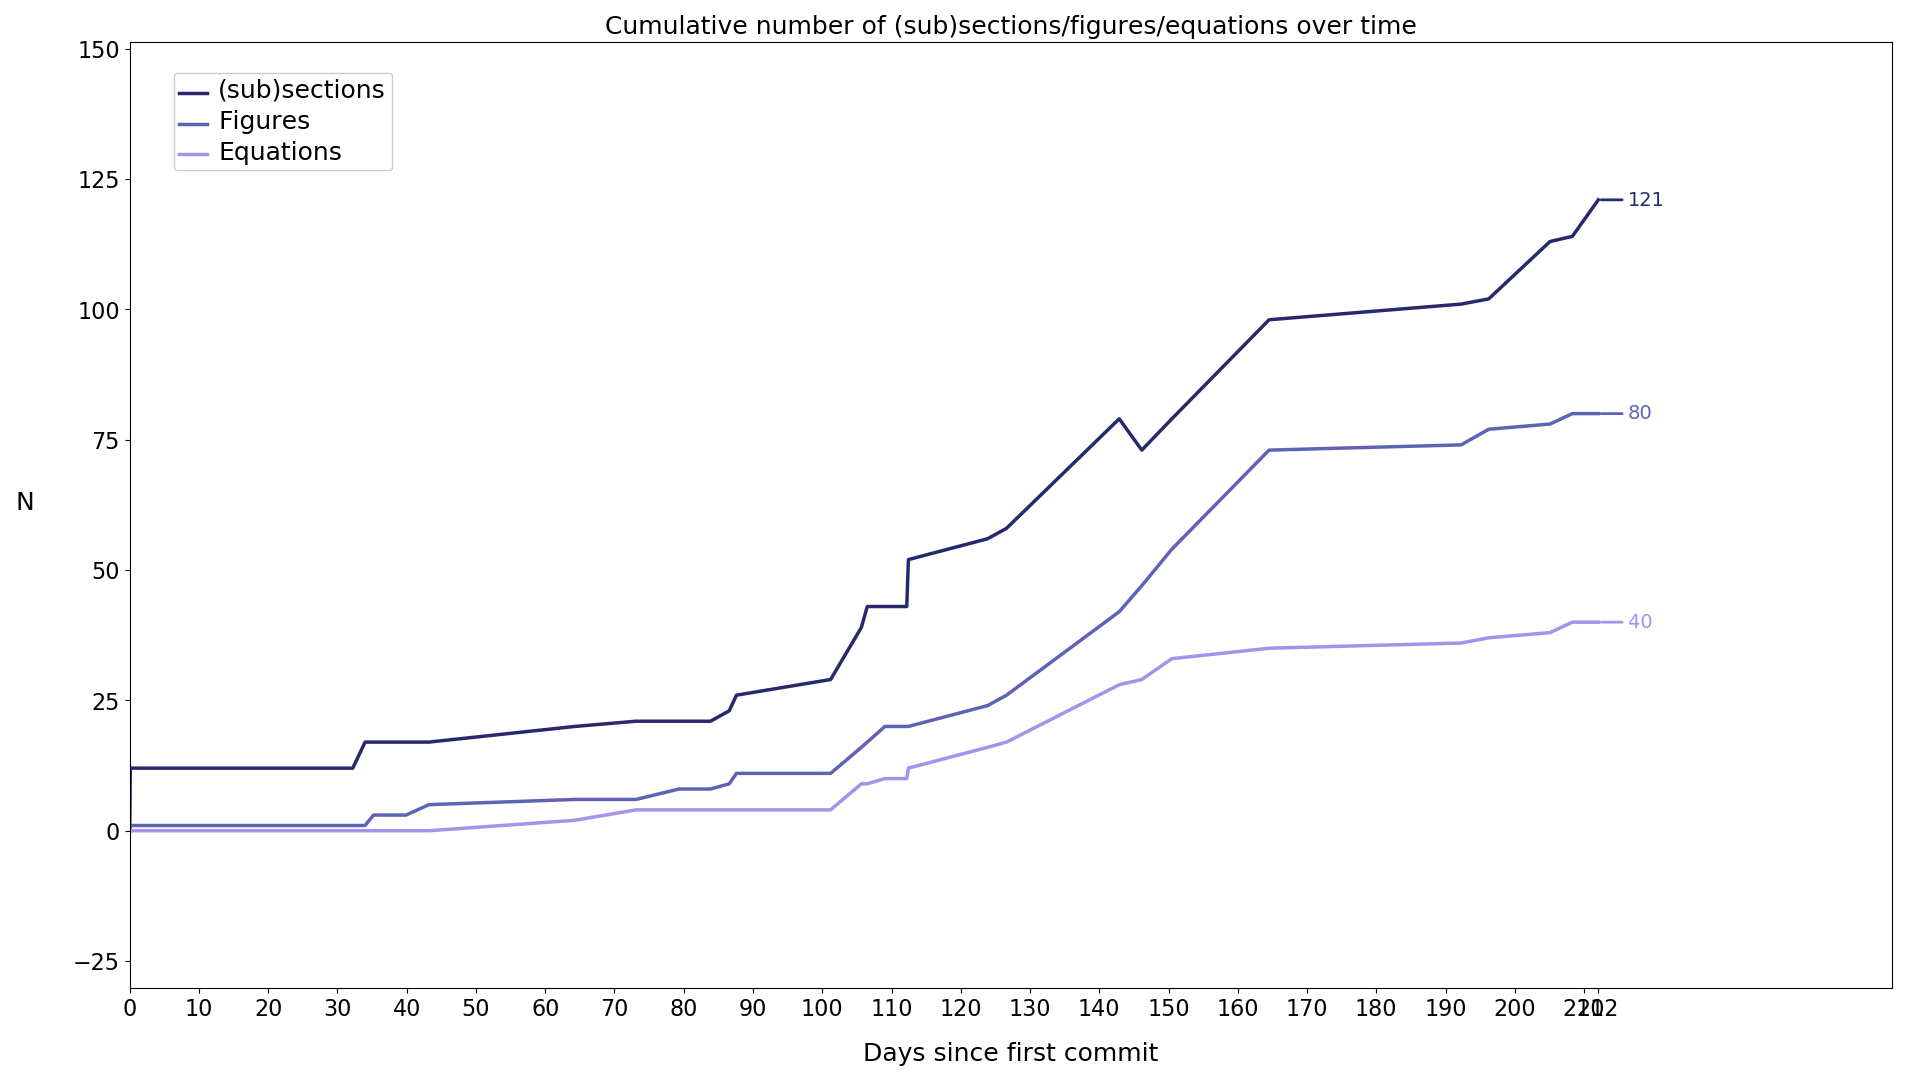 Cumulative number of (sub)sections/figures/equations over time
(sub)sections
Figures
Equations
150
125
100
75
50
25
0
−25
N
121
80
40
0 10 20 30 40 50 60 70 80 90 100 110 120 130 140 150 160 170 180 190 200 210 212
Days since first commit